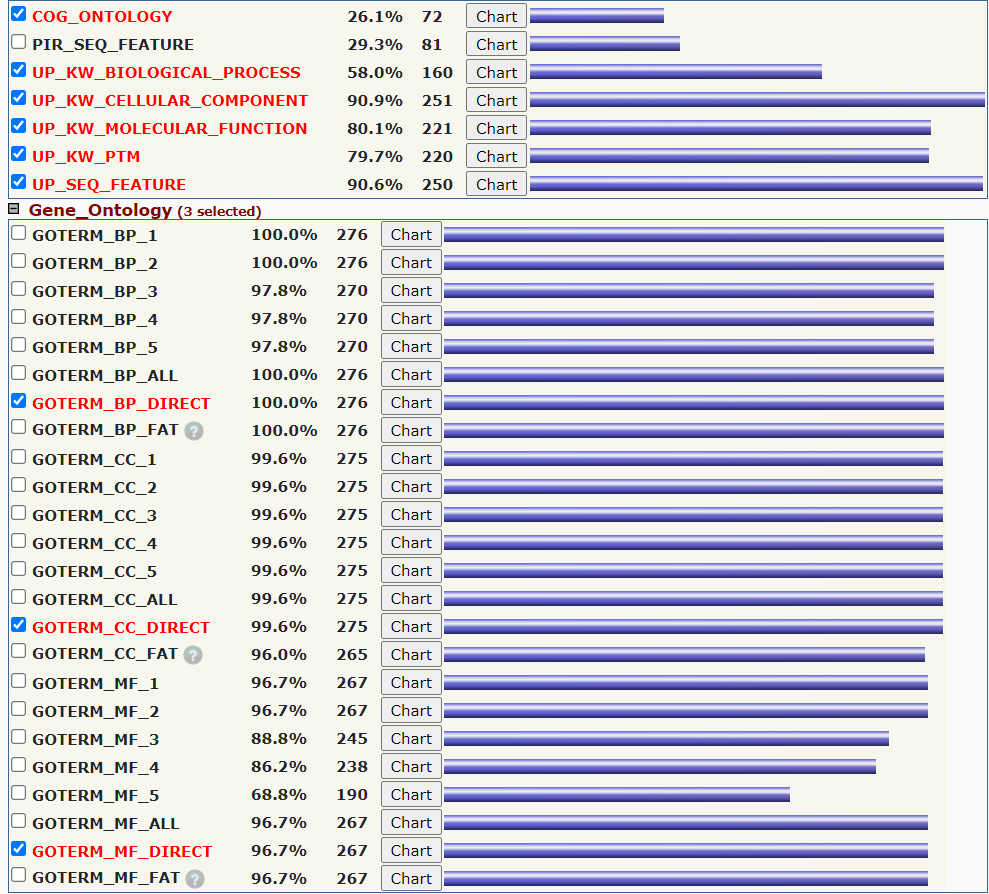 COG_ONTOLOGY 26.1% 72 Chart
PIR_SEQ_FEATURE 29.3% 81 Chart
UP_KW_BIOLOGICAL_PROCESS 58.0% 160 Chart
UP_KW_CELLULAR_COMPONENT 90.9% 251 Chart
UP_KW_MOLECULAR_FUNCTION 80.1% 221 Chart
UP_KW_PTM 79.7% 220 Chart
UP_SEQ_FEATURE 90.6% 250 Chart
Gene_Ontology (3 selected)
GOTERM_BP_1 100.0% 276 Chart
GOTERM_BP_2 100.0% 276 Chart
GOTERM_BP_3 97.8% 270 Chart
GOTERM_BP_4 97.8% 270 Chart
GOTERM_BP_5 97.8% 270 Chart
GOTERM_BP_ALL 100.0% 276 Chart
GOTERM_BP_DIRECT 100.0% 276 Chart
GOTERM_BP_FAT ? 100.0% 276 Chart
GOTERM_CC_1 99.6% 275 Chart
GOTERM_CC_2 99.6% 275 Chart
GOTERM_CC_3 99.6% 275 Chart
GOTERM_CC_4 99.6% 275 Chart
GOTERM_CC_5 99.6% 275 Chart
GOTERM_CC_ALL 99.6% 275 Chart
GOTERM_CC_DIRECT 99.6% 275 Chart
GOTERM_CC_FAT ? 96.0% 265 Chart
GOTERM_MF_1 96.7% 267 Chart
GOTERM_MF_2 96.7% 267 Chart
GOTERM_MF_3 88.8% 245 Chart
GOTERM_MF_4 86.2% 238 Chart
GOTERM_MF_5 68.8% 190 Chart
GOTERM_MF_ALL 96.7% 267 Chart
GOTERM_MF_DIRECT 96.7% 267 Chart
GOTERM_MF_FAT ? 96.7% 267 Chart